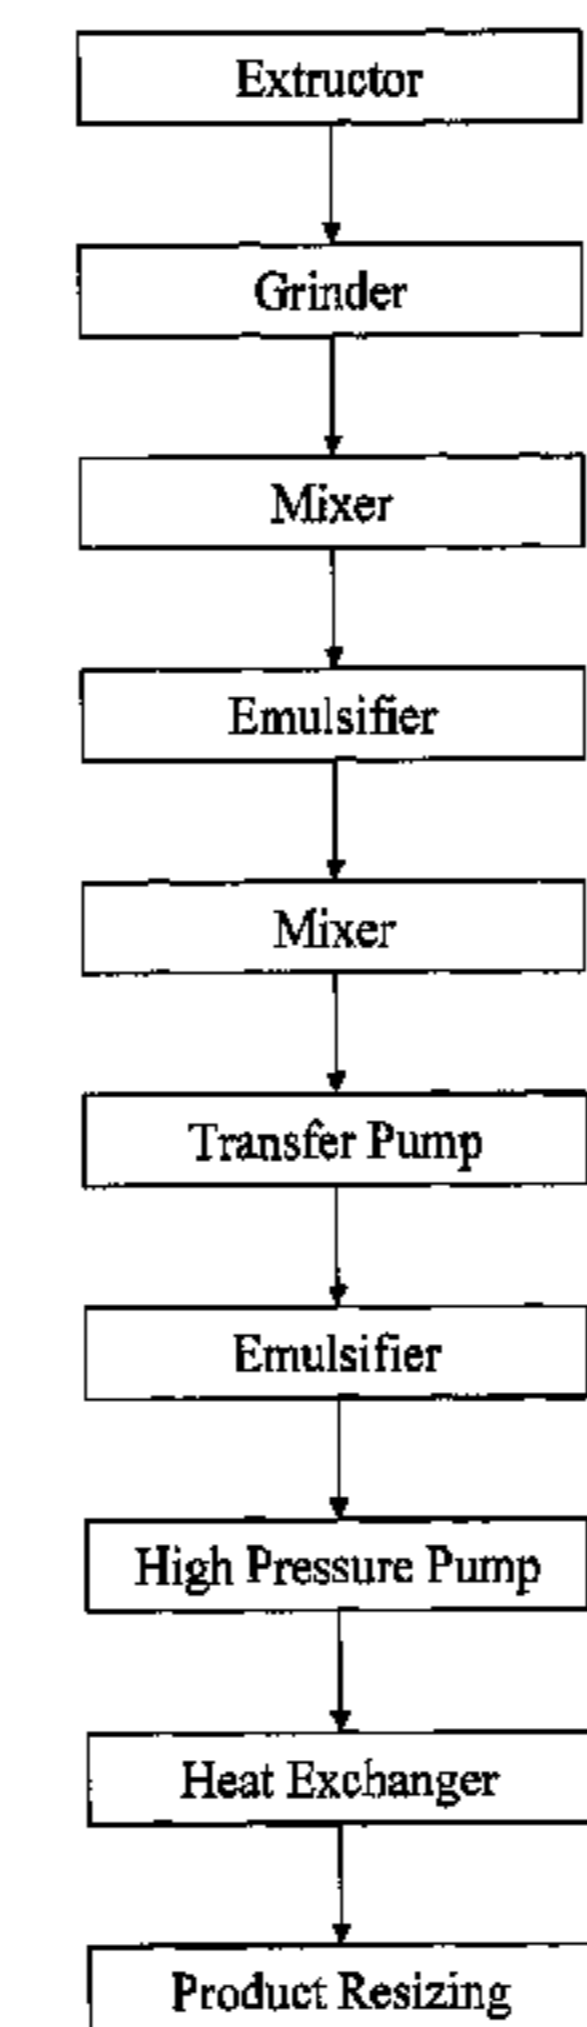 Extructor
Grinder
Mixer
Emulsifier
Mixer
Transfer Pump
Emulsifier
High Pressure Pump
Heat Exchanger
Product Resizing